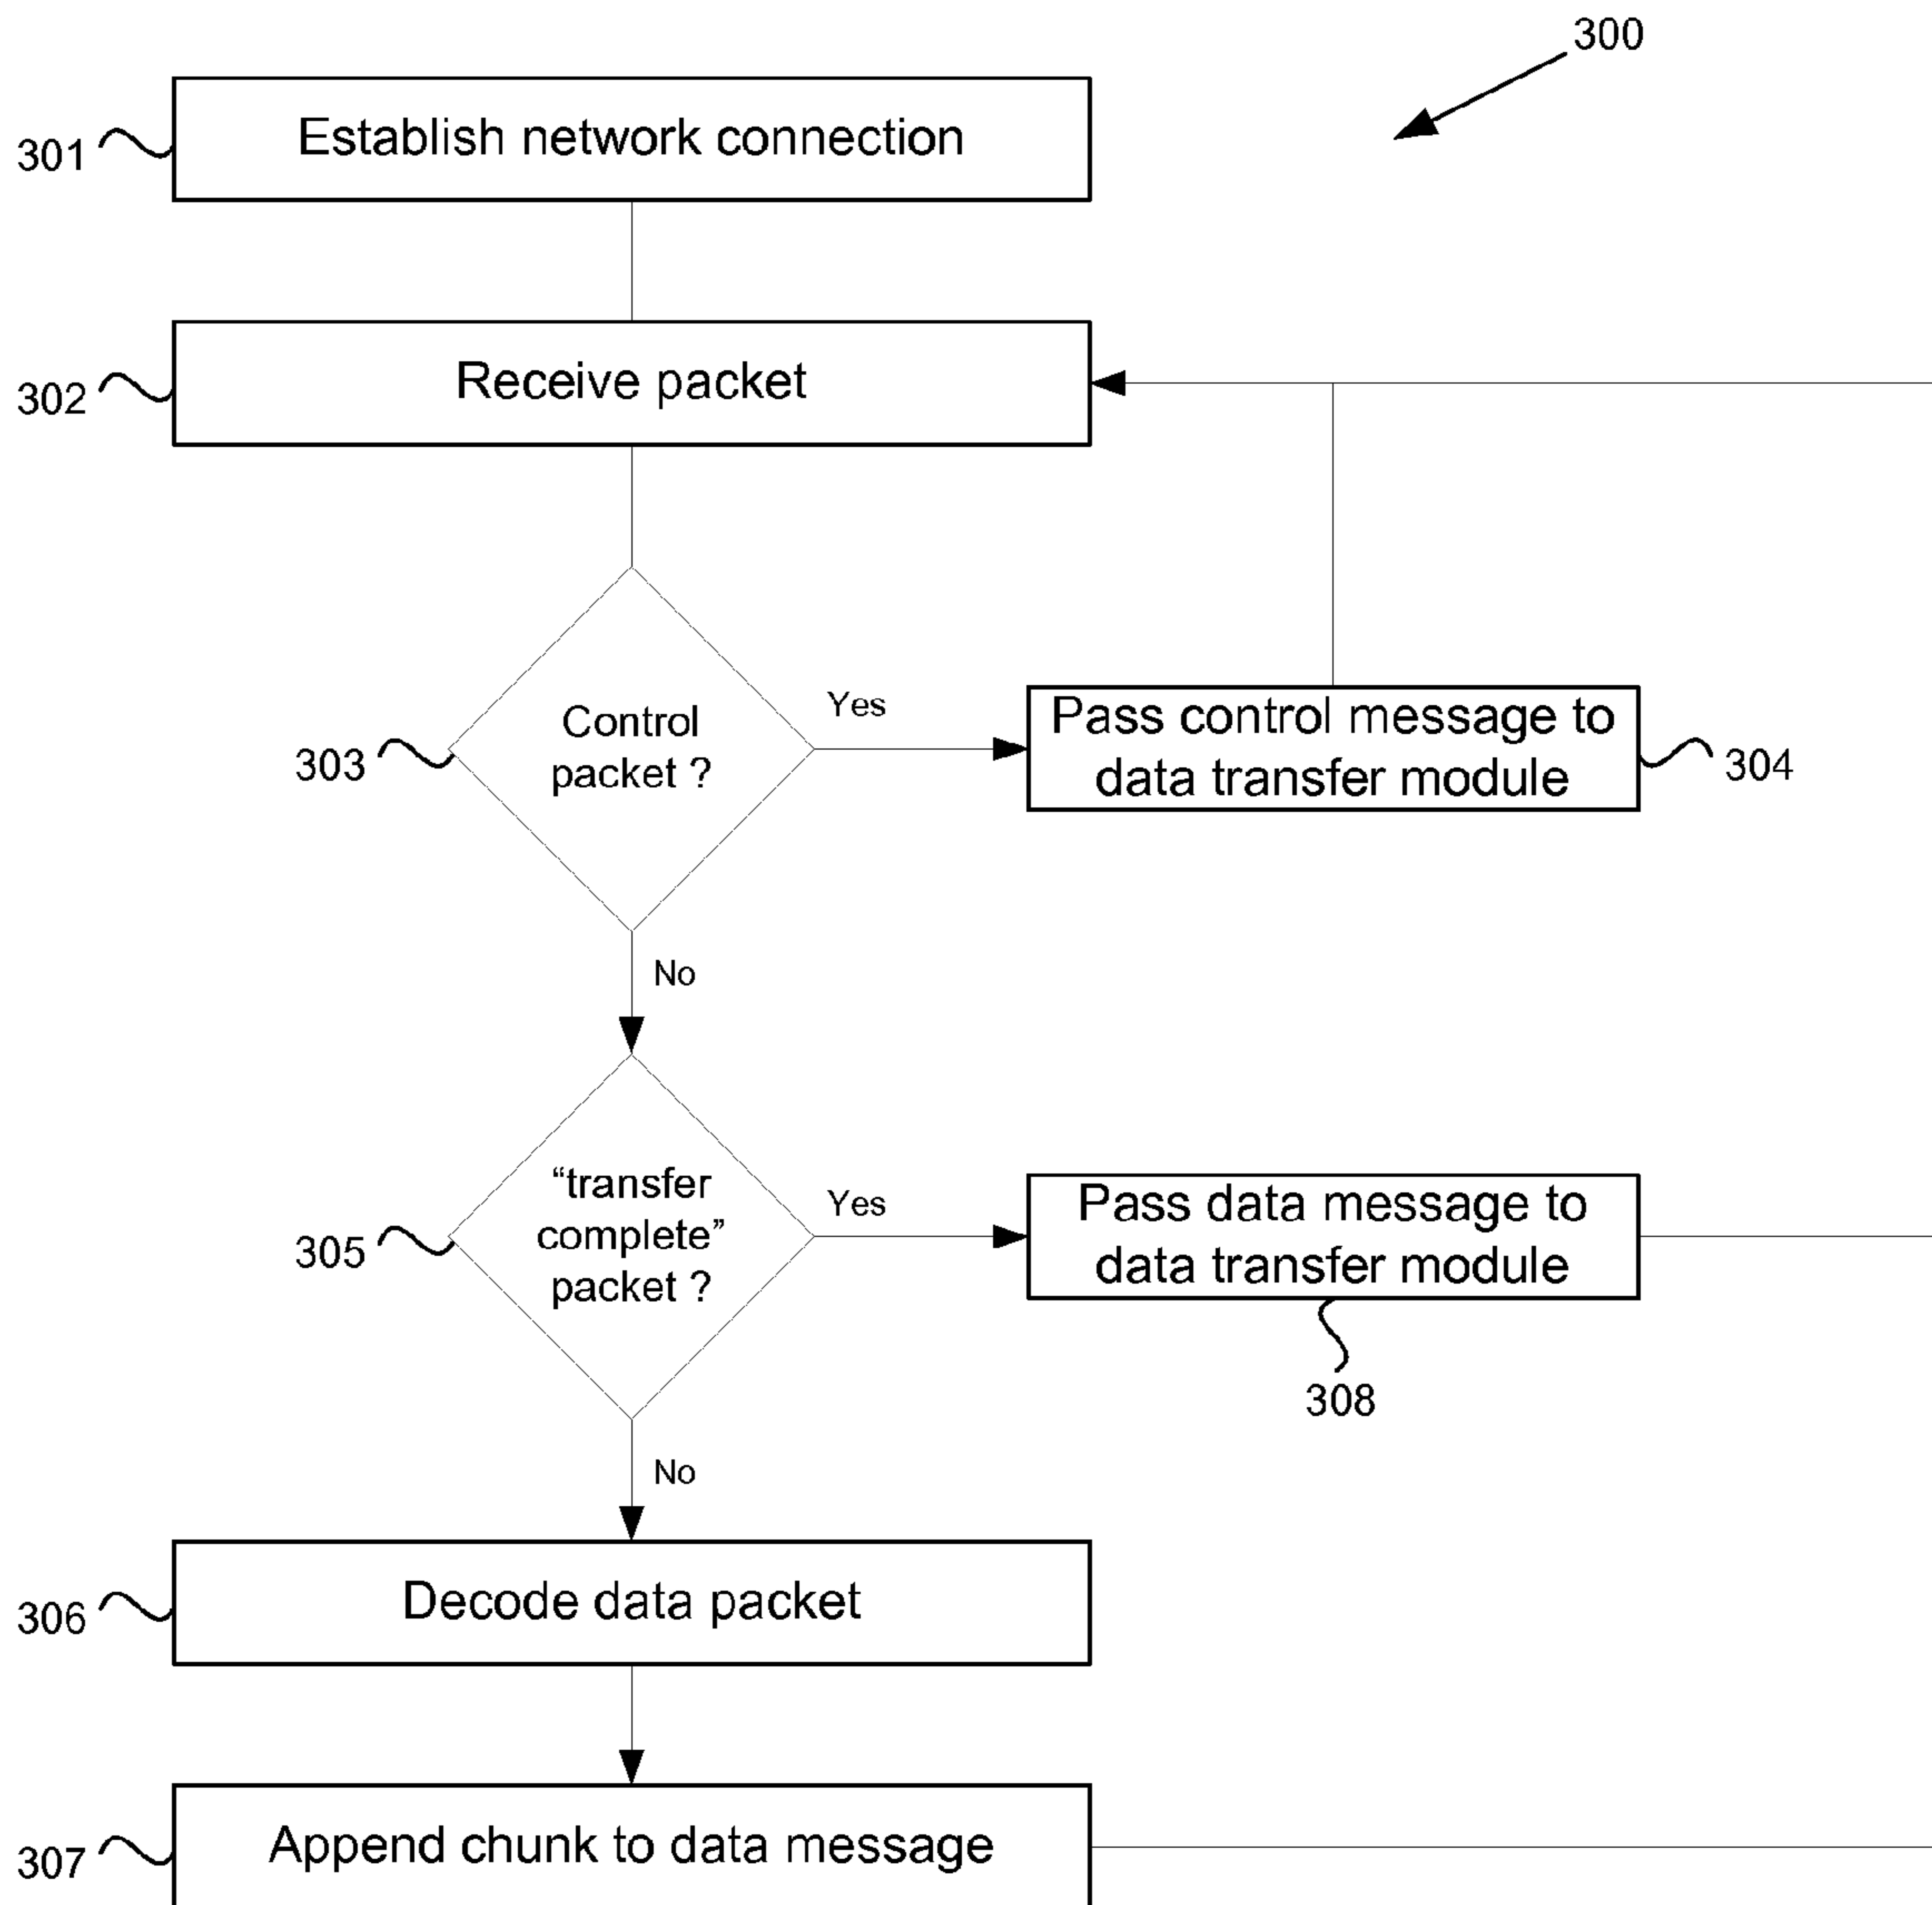 300
301
Establish network connection
302
Receive packet
303
Control
packet ?
Yes
Pass control message to
data transfer module
304
No
305
“transfer
complete”
packet ?
Yes
Pass data message to
data transfer module
308
No
306
Decode data packet
307
Append chunk to data message